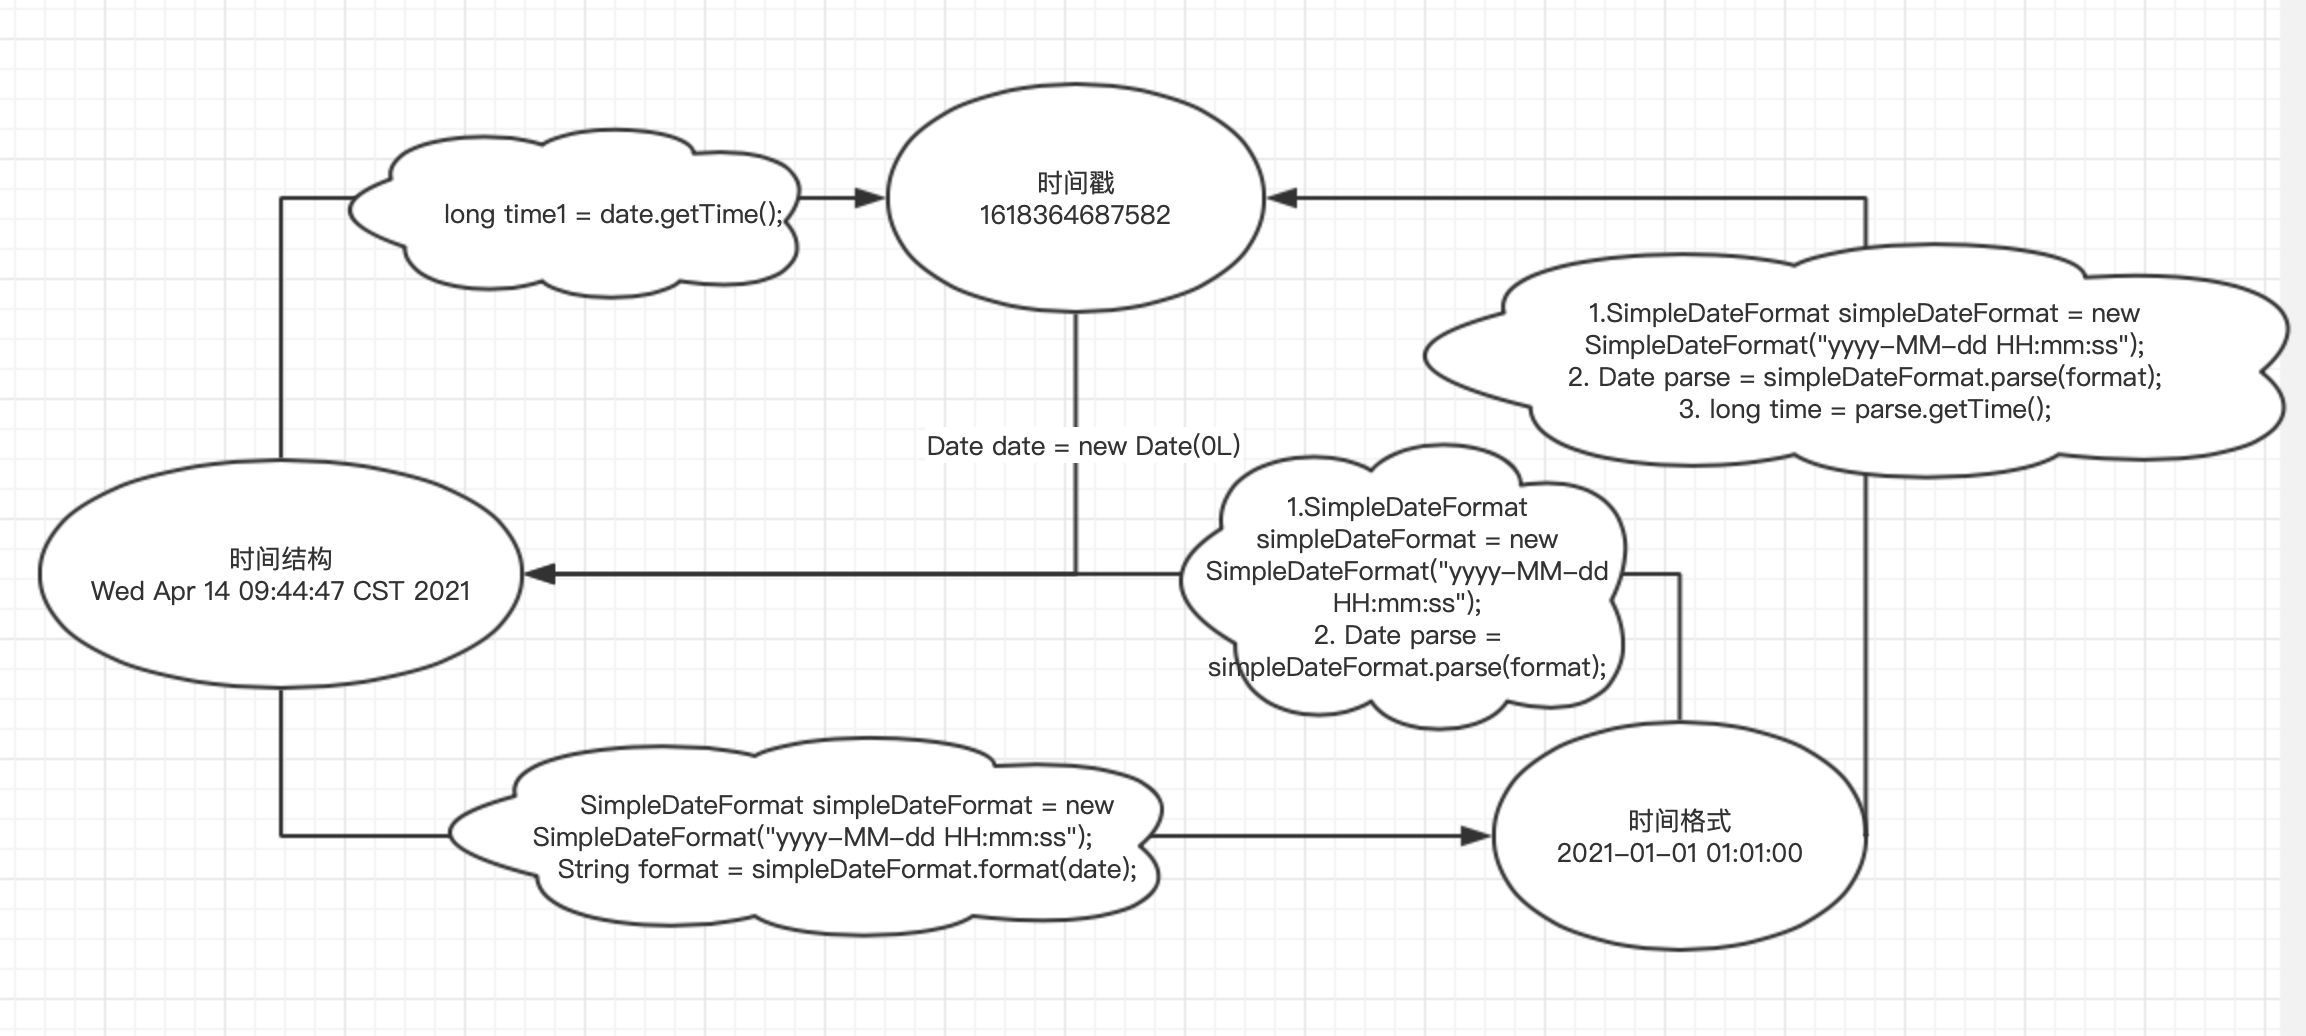 时间戳
1618364687582
long time1 = date.getTime();
1.SimpleDateFormat simpleDateFormat = new
SimpleDateFormat("yyyy-MM-dd HH:mm:ss");
2. Date parse = simpleDateFormat.parse(format);
3. long time = parse.getTime();
Date date = new Date(0L)
1.SimpleDateFormat
simpleDateFormat = new
SimpleDateFormat("yyyy-MM-dd
HH:mm:ss");
2. Date parse =
simpleDateFormat.parse(format);
时间结构
Wed Apr 14 09:44:47 CST 2021
SimpleDateFormat simpleDateFormat = new
SimpleDateFormat("yyyy-MM-dd HH:mm:ss");
String format = simpleDateFormat.format(date);
时间格式
2021-01-01 01:01:00